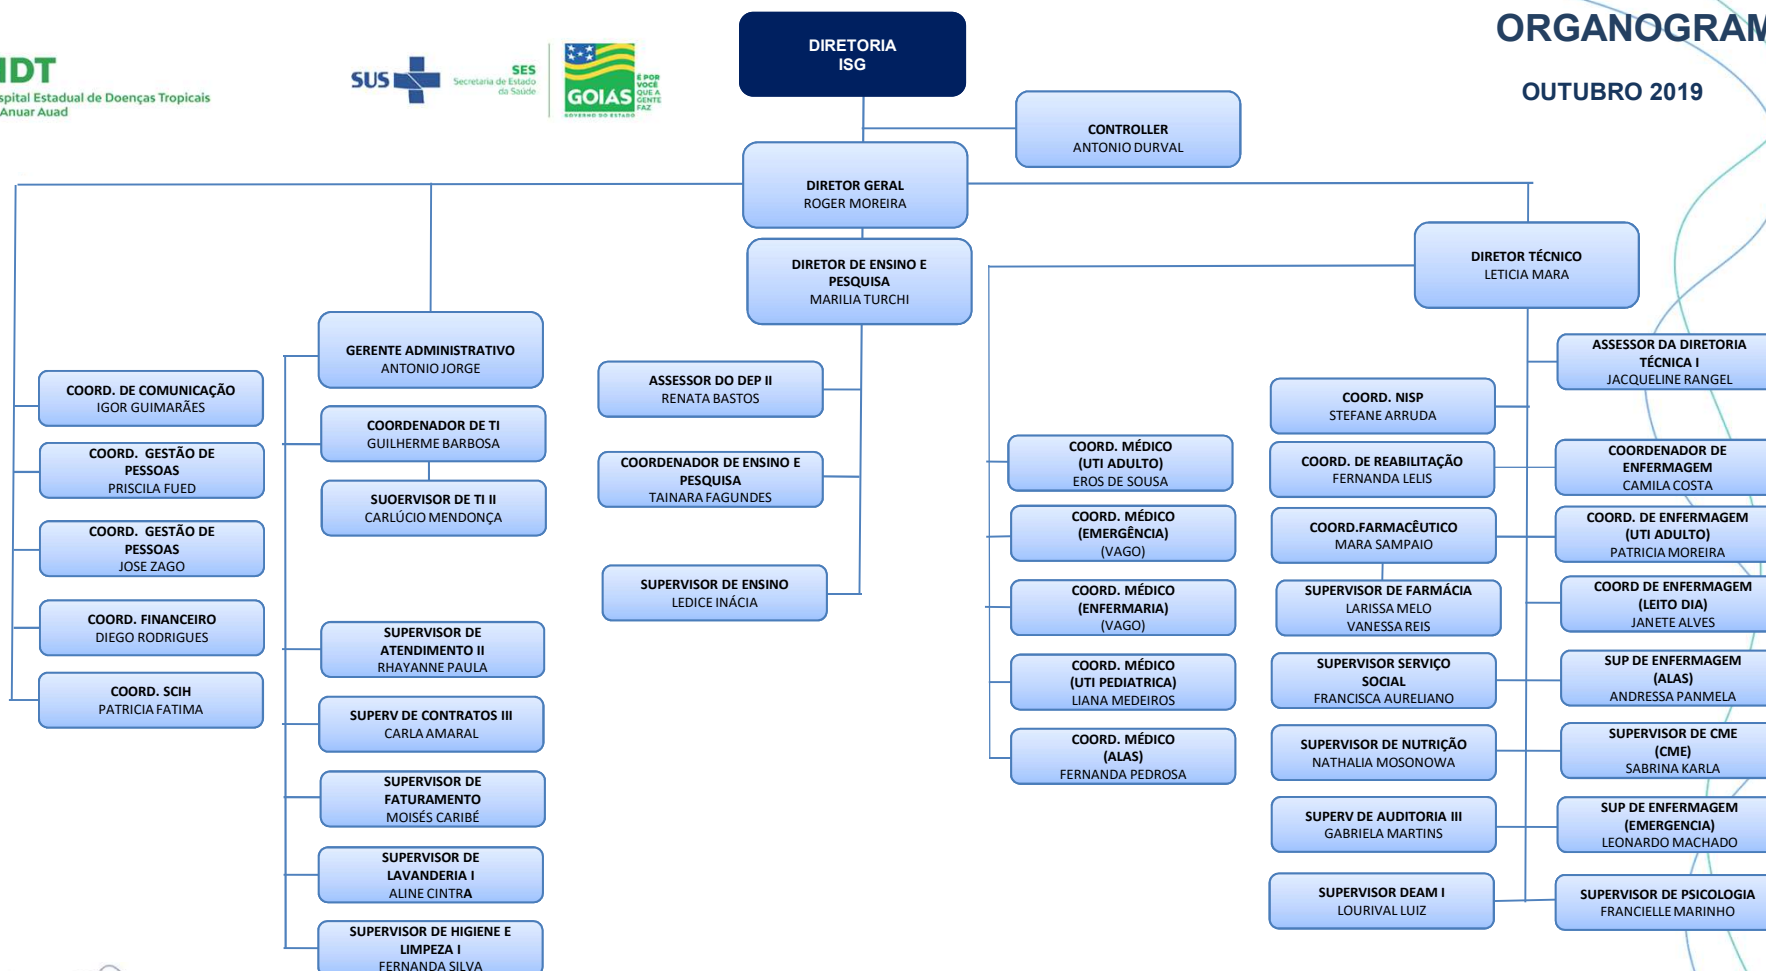 IDT
spital Estadual de Doenças Tropicais
Anuar Auad
SUS
SES
Secretaria de Estado
da Saúde
GOIÁS
GOVERNO DO ESTADO
É POR
VOCÊ
QUE A
GENTE
FAZ
DIRETORIA
ISG
ORGANOGRAM
OUTUBRO 2019
CONTROLLER
ANTONIO DURVAL
DIRETOR GERAL
ROGER MOREIRA
DIRETOR DE ENSINO E
PESQUISA
MARILIA TURCHI
DIRETOR TÉCNICO
LETICIA MARA
COORD. DE COMUNICAÇÃO
IGOR GUIMARÃES
COORD. GESTÃO DE
PESSOAS
PRISCILA FUED
COORD. GESTÃO DE
PESSOAS
JOSE ZAGO
COORD. FINANCEIRO
DIEGO RODRIGUES
COORD. SCIH
PATRICIA FATIMA
GERENTE ADMINISTRATIVO
ANTONIO JORGE
COORDENADOR DE TI
GUILHERME BARBOSA
SUOERVISOR DE TI II
CARLÚCIO MENDONÇA
SUPERVISOR DE
ATENDIMENTO II
RHAYANNE PAULA
SUPERV DE CONTRATOS III
CARLA AMARAL
SUPERVISOR DE
FATURAMENTO
MOISÉS CARIBÉ
SUPERVISOR DE
LAVANDERIA I
ALINE CINTRA
SUPERVISOR DE HIGIENE E
LIMPEZA I
FERNANDA SILVA
ASSESSOR DO DEP II
RENATA BASTOS
COORDENADOR DE ENSINO E
PESQUISA
TAINARA FAGUNDES
SUPERVISOR DE ENSINO
LEDICE INÁCIA
COORD. MÉDICO
(UTI ADULTO)
EROS DE SOUSA
COORD. MÉDICO
(EMERGÊNCIA)
(VAGO)
COORD. MÉDICO
(ENFERMARIA)
(VAGO)
COORD. MÉDICO
(UTI PEDIATRICA)
LIANA MEDEIROS
COORD. MÉDICO
(ALAS)
FERNANDA PEDROSA
COORD. NISP
STEFANE ARRUDA
COORD. DE REABILITAÇÃO
FERNANDA LELIS
COORD.FARMACÊUTICO
MARA SAMPAIO
SUPERVISOR DE FARMÁCIA
LARISSA MELO
VANESSA REIS
SUPERVISOR SERVIÇO
SOCIAL
FRANCISCA AURELIANO
SUPERVISOR DE NUTRIÇÃO
NATHALIA MOSONOWA
SUPERV DE AUDITORIA III
GABRIELA MARTINS
SUPERVISOR DEAM I
LOURIVAL LUIZ
ASSESSOR DA DIRETORIA
TÉCNICA I
JACQUELINE RANGEL
COORDENADOR DE
ENFERMAGEM
CAMILA COSTA
COORD. DE ENFERMAGEM
(UTI ADULTO)
PATRICIA MOREIRA
COORD DE ENFERMAGEM
(LEITO DIA)
JANETE ALVES
SUP DE ENFERMAGEM
(ALAS)
ANDRESSA PANMELA
SUPERVISOR DE CME
(CME)
SABRINA KARLA
SUP DE ENFERMAGEM
(EMERGENCIA)
LEONARDO MACHADO
SUPERVISOR DE PSICOLOGIA
FRANCIELLE MARINHO